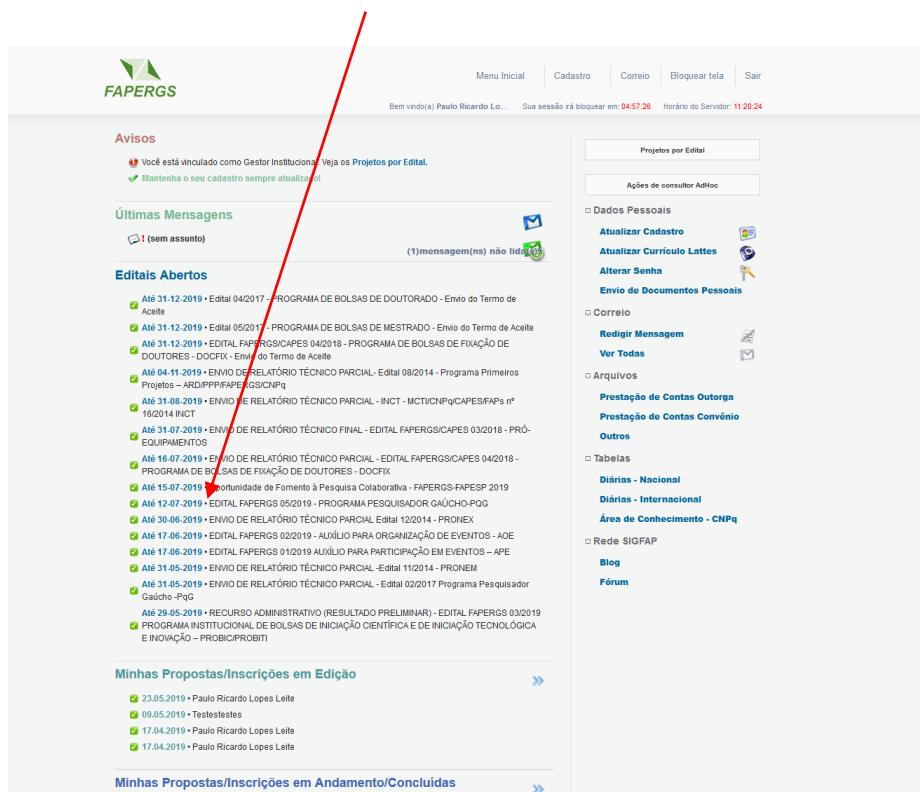 FAPERGS
Menu Inicial Cadastro Correio Bloquear tela Sair
Bem vindo(a) Paulo Ricardo Lo... Sua sessão irá bloquear em: 04:57:26 Horário do Servidor: 11:20:24
Avisos
Você está vinculado como Gestor Institucional. Veja os Projetos por Edital.
Mantenha o seu cadastro sempre atualizado!
Últimas Mensagens
! (sem assunto)
(1)mensagem(ns) não lida(s)
Editais Abertos
Até 31-12-2019 • Edital 04/2017 - PROGRAMA DE BOLSAS DE DOUTORADO - Envio do Termo de
Aceite
Até 31-12-2019 • Edital 05/2017 - PROGRAMA DE BOLSAS DE MESTRADO - Envio do Termo de Aceite
Até 31-12-2019 • EDITAL FAPERGS/CAPES 04/2018 - PROGRAMA DE BOLSAS DE FIXAÇÃO DE
DOUTORES - DOCFIX - Envio do Termo de Aceite
Até 04-11-2019 • ENVIO DE RELATÓRIO TÉCNICO PARCIAL- Edital 08/2014 - Programa Primeiros
Projetos – ARD/PPP/FAPERGS/CNPq
Até 31-08-2019 • ENVIO DE RELATÓRIO TÉCNICO PARCIAL - INCT - MCTI/CNPq/CAPES/FAPs nº
16/2014 INCT
Até 31-07-2019 • ENVIO DE RELATÓRIO TÉCNICO FINAL - EDITAL FAPERGS/CAPES 03/2018 - PRÓ-
EQUIPAMENTOS
Até 16-07-2019 • ENVIO DE RELATÓRIO TÉCNICO PARCIAL - EDITAL FAPERGS/CAPES 04/2018 -
PROGRAMA DE BOLSAS DE FIXAÇÃO DE DOUTORES - DOCFIX
Até 15-07-2019 • Oportunidade de Fomento à Pesquisa Colaborativa - FAPERGS-FAPESP 2019
Até 12-07-2019 • EDITAL FAPERGS 05/2019 - PROGRAMA PESQUISADOR GAÚCHO-PQG
Até 30-06-2019 • ENVIO DE RELATÓRIO TÉCNICO PARCIAL Edital 12/2014 - PRONEX
Até 17-06-2019 • EDITAL FAPERGS 02/2019 - AUXÍLIO PARA ORGANIZAÇÃO DE EVENTOS - AOE
Até 17-06-2019 • EDITAL FAPERGS 01/2019 AUXÍLIO PARA PARTICIPAÇÃO EM EVENTOS – APE
Até 31-05-2019 • ENVIO DE RELATÓRIO TÉCNICO PARCIAL -Edital 11/2014 - PRONEM
Até 31-05-2019 • ENVIO DE RELATÓRIO TÉCNICO PARCIAL - Edital 02/2017 Programa Pesquisador
Gaúcho -PqG
Até 29-05-2019 • RECURSO ADMINISTRATIVO (RESULTADO PRELIMINAR) - EDITAL FAPERGS 03/2019
PROGRAMA INSTITUCIONAL DE BOLSAS DE INICIAÇÃO CIENTÍFICA E DE INICIAÇÃO TECNOLÓGICA
E INOVAÇÃO – PROBIC/PROBITI
Minhas Propostas/Inscrições em Edição
23.05.2019 • Paulo Ricardo Lopes Leite
09.05.2019 • Testestestes
17.04.2019 • Paulo Ricardo Lopes Leite
17.04.2019 • Paulo Ricardo Lopes Leite
Minhas Propostas/Inscrições em Andamento/Concluídas
Projetos por Edital
Ações de consultor AdHoc
Dados Pessoais
Atualizar Cadastro
Atualizar Currículo Lattes
Alterar Senha
Envio de Documentos Pessoais
Correio
Redigir Mensagem
Ver Todas
Arquivos
Prestação de Contas Outorga
Prestação de Contas Convênio
Outros
Tabelas
Diárias - Nacional
Diárias - Internacional
Área de Conhecimento - CNPq
Rede SIGFAP
Blog
Fórum